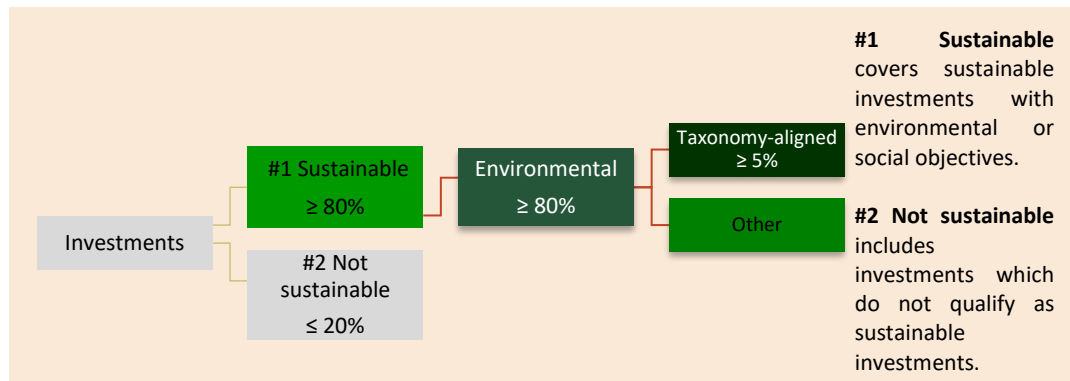 Investments
#1 Sustainable
≥ 80%
#2 Not
sustainable
≤ 20%
Environmental
≥ 80%
Taxonomy-aligned
≥ 5%
Other
#1 Sustainable
covers sustainable
investments with
environmental or
social objectives.
#2 Not sustainable
includes
investments which
do not qualify as
sustainable
investments.